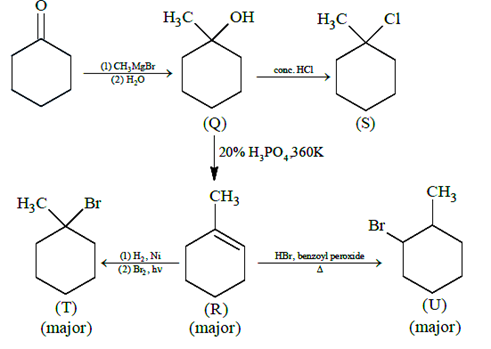 O
(1) CH₃MgBr
(2) H₂O
H₃C OH
(Q)
conc. HCl
H₃C Cl
(S)
20% H₃PO₄,360K
H₃C Br
(T)
(major)
(1) H₂, Ni
(2) Br₂, hν
CH₃
(R)
(major)
HBr, benzoyl peroxide
Δ
CH₃
Br
(U)
(major)